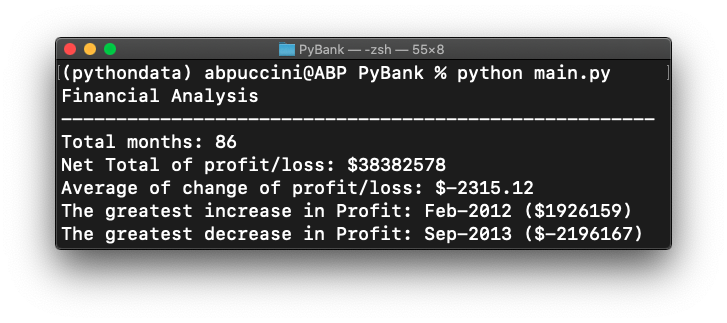 PyBank — -zsh — 55×8
(pythondata) abpuccini@ABP PyBank % python main.py
Financial Analysis
------------------------------------------------------
Total months: 86
Net Total of profit/loss: $38382578
Average of change of profit/loss: $-2315.12
The greatest increase in Profit: Feb-2012 ($1926159)
The greatest decrease in Profit: Sep-2013 ($-2196167)